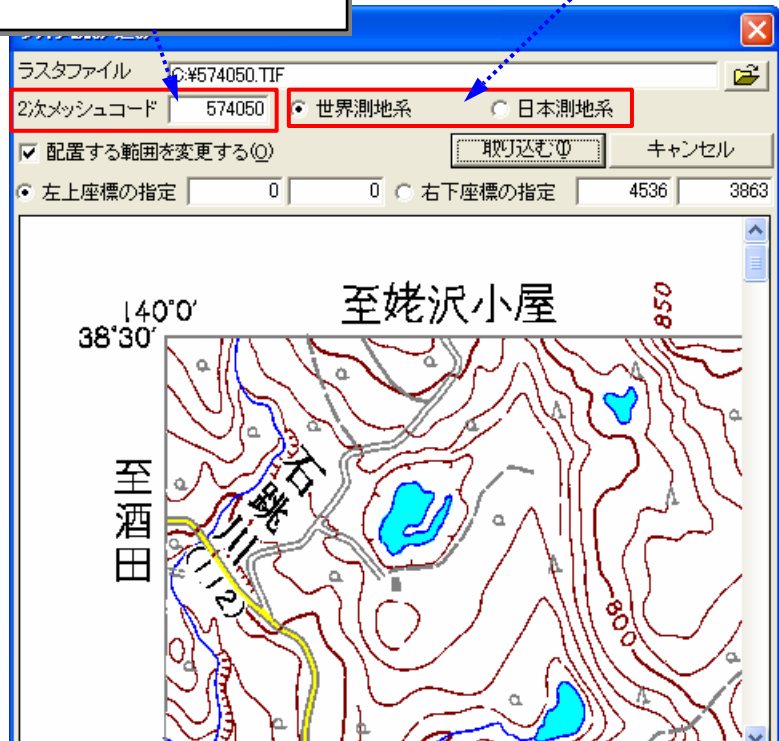 ラスタファイル C:¥574050.TIF
2次メッシュコード 574050 世界測地系 日本測地系
配置する範囲を変更する(O) 取り込む(I) キャンセル
左上座標の指定 0 0 右下座標の指定 4536 3863
至姥沢小屋
850
140°0′
38°30′
至酒田
石跳川
(112)
800